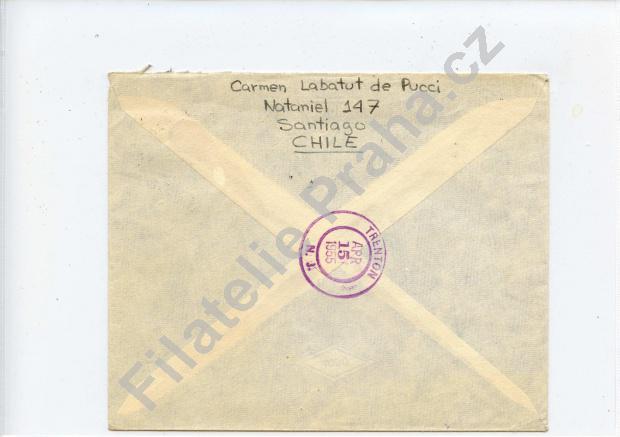 Carmen Labatut de Pucci
Nataniel 147
Santiago
CHILE
TRENTON
N. J.
APR
15
1955
Filatelie Praha.cz